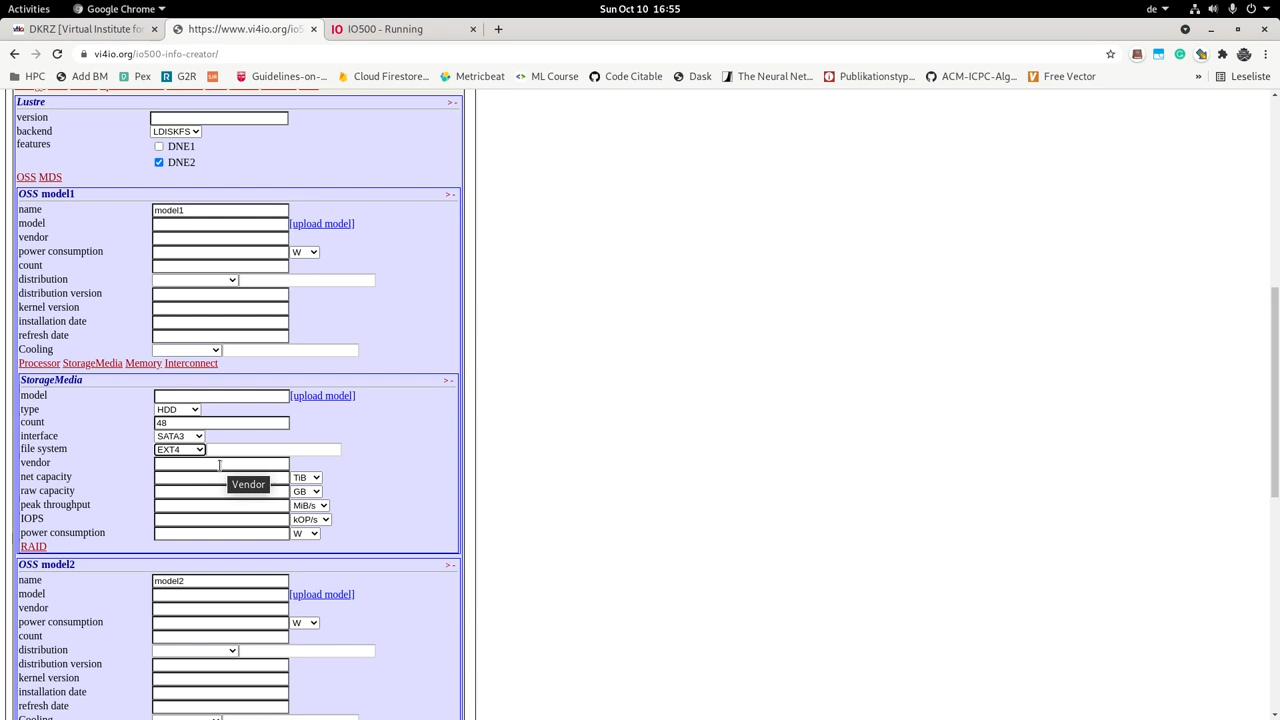 Activities Google Chrome Sun Oct 10 16:55 de
DKRZ [Virtual Institute for https://www.vi4io.org/io5 IO IO500 - Running
vi4io.org/io500-info-creator/
HPC Add BM Pex G2R Guidelines-on-... Cloud Firestore... Metricbeat ML Course Code Citable Dask The Neural Net... Publikationstyp... ACM-ICPC-Alg... Free Vector » Leseliste
Lustre > -
version
backend LDISKFS
features DNE1
DNE2
OSS MDS
OSS model1 > -
name model1
model [upload model]
vendor
power consumption W
count
distribution
distribution version
kernel version
installation date
refresh date
Cooling
Processor StorageMedia Memory Interconnect
StorageMedia > -
model [upload model]
type HDD
count 48
interface SATA3
file system EXT4
vendor
net capacity TiB
Vendor
raw capacity GB
peak throughput MiB/s
IOPS kOP/s
power consumption W
RAID
OSS model2 > -
name model2
model [upload model]
vendor
power consumption W
count
distribution
distribution version
kernel version
installation date
refresh date
Cooling